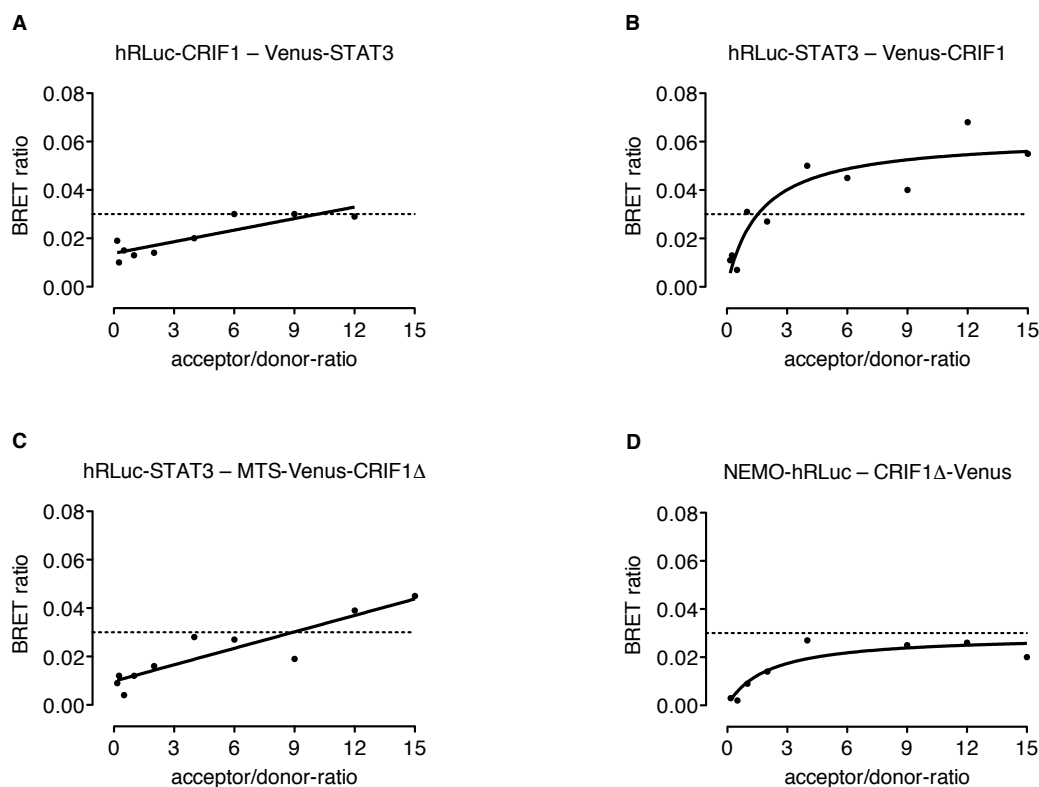 A
hRLuc-CRIF1 – Venus-STAT3
0.08
0.06
0.04
0.02
0.00
BRET ratio
0 3 6 9 12 15
acceptor/donor-ratio
B
hRLuc-STAT3 – Venus-CRIF1
0.08
0.06
0.04
0.02
0.00
BRET ratio
0 3 6 9 12 15
acceptor/donor-ratio
C
hRLuc-STAT3 – MTS-Venus-CRIF1Δ
0.08
0.06
0.04
0.02
0.00
BRET ratio
0 3 6 9 12 15
acceptor/donor-ratio
D
NEMO-hRLuc – CRIF1Δ-Venus
0.08
0.06
0.04
0.02
0.00
BRET ratio
0 3 6 9 12 15
acceptor/donor-ratio